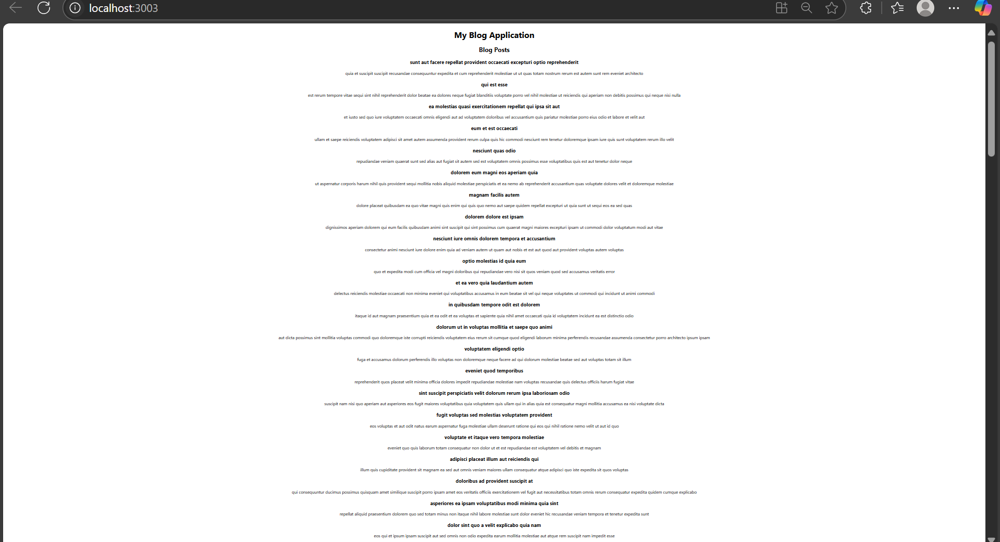 localhost:3003
My Blog Application
Blog Posts
sunt aut facere repellat provident occaecati excepturi optio reprehenderit
quia et suscipit suscipit recusandae consequuntur expedita et cum reprehenderit molestiae ut ut quas totam nostrum rerum est autem sunt rem eveniet architecto
qui est esse
est rerum tempore vitae sequi sint nihil reprehenderit dolor beatae ea dolores neque fugiat blanditiis voluptate porro vel nihil molestiae ut reiciendis qui aperiam non debitis possimus qui neque nisi nulla
ea molestias quasi exercitationem repellat qui ipsa sit aut
et iusto sed quo iure voluptatem occaecati omnis eligendi aut ad voluptatem doloribus vel accusantium quis pariatur molestiae porro eius odio et labore et velit aut
eum et est occaecati
ullam et saepe reiciendis voluptatem adipisci sit amet autem assumenda provident rerum culpa quis hic commodi nesciunt rem tenetur doloremque ipsam iure quis sunt voluptatem rerum illo velit
nesciunt quas odio
repudiandae veniam quaerat sunt sed alias aut fugiat sit autem sed est voluptatem omnis possimus esse voluptatibus quis est aut tenetur dolor neque
dolorem eum magni eos aperiam quia
ut aspernatur corporis harum nihil quis provident sequi mollitia nobis aliquid molestiae perspiciatis et ea nemo ab reprehenderit accusantium quas voluptate dolores velit et doloremque molestiae
magnam facilis autem
dolore placeat quibusdam ea quo vitae magni quis enim qui quis quo nemo aut saepe quidem repellat excepturi ut quia sunt ut sequi eos ea sed quas
dolorem dolore est ipsam
dignissimos aperiam dolorem qui eum facilis quibusdam animi sint suscipit qui sint possimus cum quaerat magni maiores excepturi ipsam ut commodi dolor voluptatum modi aut vitae
nesciunt iure omnis dolorem tempora et accusantium
consectetur animi nesciunt iure dolore enim quia ad veniam autem ut quam aut nobis et est aut quod aut provident voluptas autem voluptas
optio molestias id quia eum
quo et expedita modi cum officia vel magni doloribus qui repudiandae vero nisi sit quos veniam quod sed accusamus veritatis error
et ea vero quia laudantium autem
delectus reiciendis molestiae occaecati non minima eveniet qui voluptatibus accusamus in eum beatae sit vel qui neque voluptates ut commodi qui incidunt ut animi commodi
in quibusdam tempore odit est dolorem
itaque id aut magnam praesentium quia et ea odit et ea voluptas et sapiente quia nihil amet occaecati quia id voluptatem incidunt ea est distinctio odio
dolorum ut in voluptas mollitia et saepe quo animi
aut dicta possimus sint mollitia voluptas commodi quo doloremque iste corrupti reiciendis voluptatem eius rerum sit cumque quod eligendi laborum minima perferendis recusandae assumenda consectetur porro architecto ipsum ipsam
voluptatem eligendi optio
fuga et accusamus dolorum perferendis illo voluptas non doloremque neque facere ad qui dolorum molestiae beatae sed aut voluptas totam sit illum
eveniet quod temporibus
reprehenderit quos placeat velit minima officia dolores impedit repudiandae molestiae nam voluptas recusandae quis delectus officiis harum fugiat vitae
sint suscipit perspiciatis velit dolorum rerum ipsa laboriosam odio
suscipit nam nisi quo aperiam aut asperiores eos fugit maiores voluptatibus quia voluptatem quis ullam qui in alias quia est consequatur magni mollitia accusamus ea nisi voluptate dicta
fugit voluptas sed molestias voluptatem provident
eos voluptas et aut odit natus earum aspernatur fuga molestiae ullam deserunt ratione qui eos qui nihil ratione nemo velit ut aut id quo
voluptate et itaque vero tempora molestiae
eveniet quo quis laborum totam consequatur non dolor ut et est repudiandae est voluptatem vel debitis et magnam
adipisci placeat illum aut reiciendis qui
illum quis cupiditate provident sit magnam ea sed aut omnis veniam maiores ullam consequatur atque adipisci quo iste expedita sit quos voluptas
doloribus ad provident suscipit at
qui consequuntur ducimus possimus quisquam amet similique suscipit porro ipsam amet eos veritatis officiis exercitationem vel fugit aut necessitatibus totam omnis rerum consequatur expedita quidem cumque explicabo
asperiores ea ipsam voluptatibus modi minima quia sint
repellat aliquid praesentium dolorem quo sed totam minus non itaque nihil labore molestiae sunt dolor eveniet hic recusandae veniam tempora et tenetur expedita sunt
dolor sint quo a velit explicabo quia nam
eos qui et ipsum ipsam suscipit aut sed omnis non odio expedita earum mollitia molestiae aut atque rem suscipit nam impedit esse